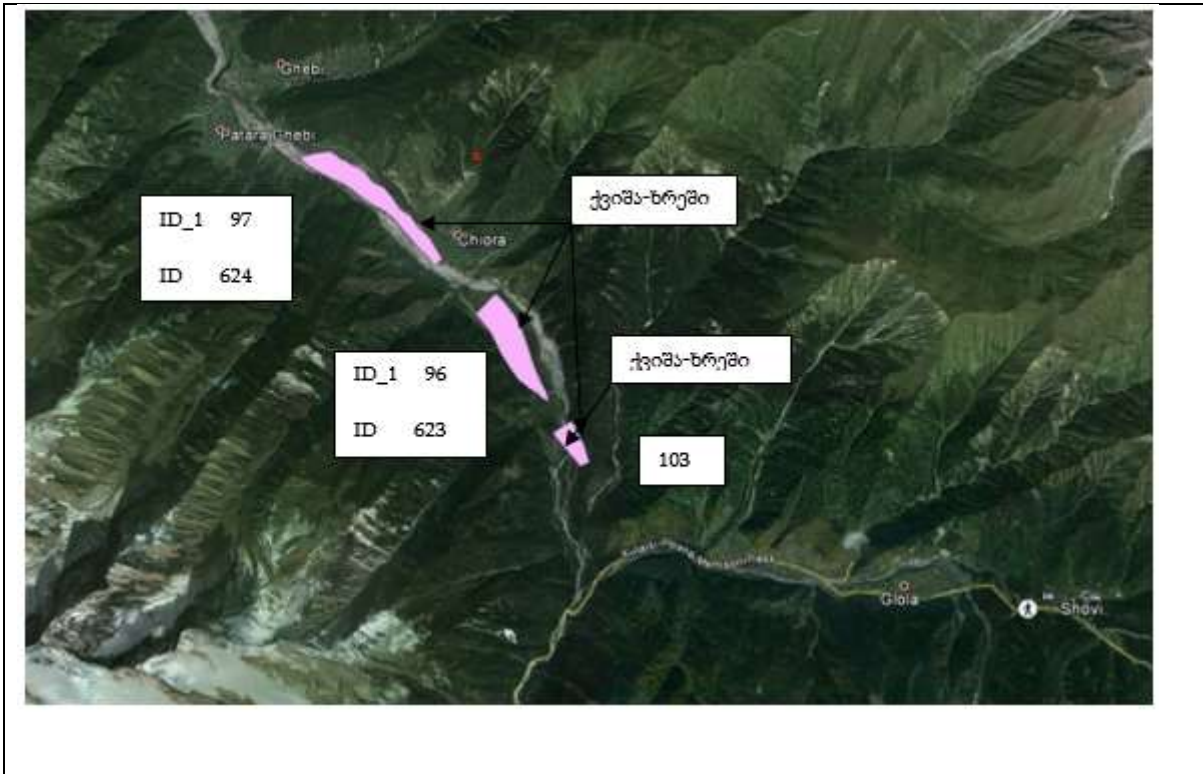 Ghebi
Patara Ghebi
ქვიშა-ხრეში
ID_1 97
ID 624
Chiora
ქვიშა-ხრეში
ID_1 96
ID 623
103
Glola
Shovi